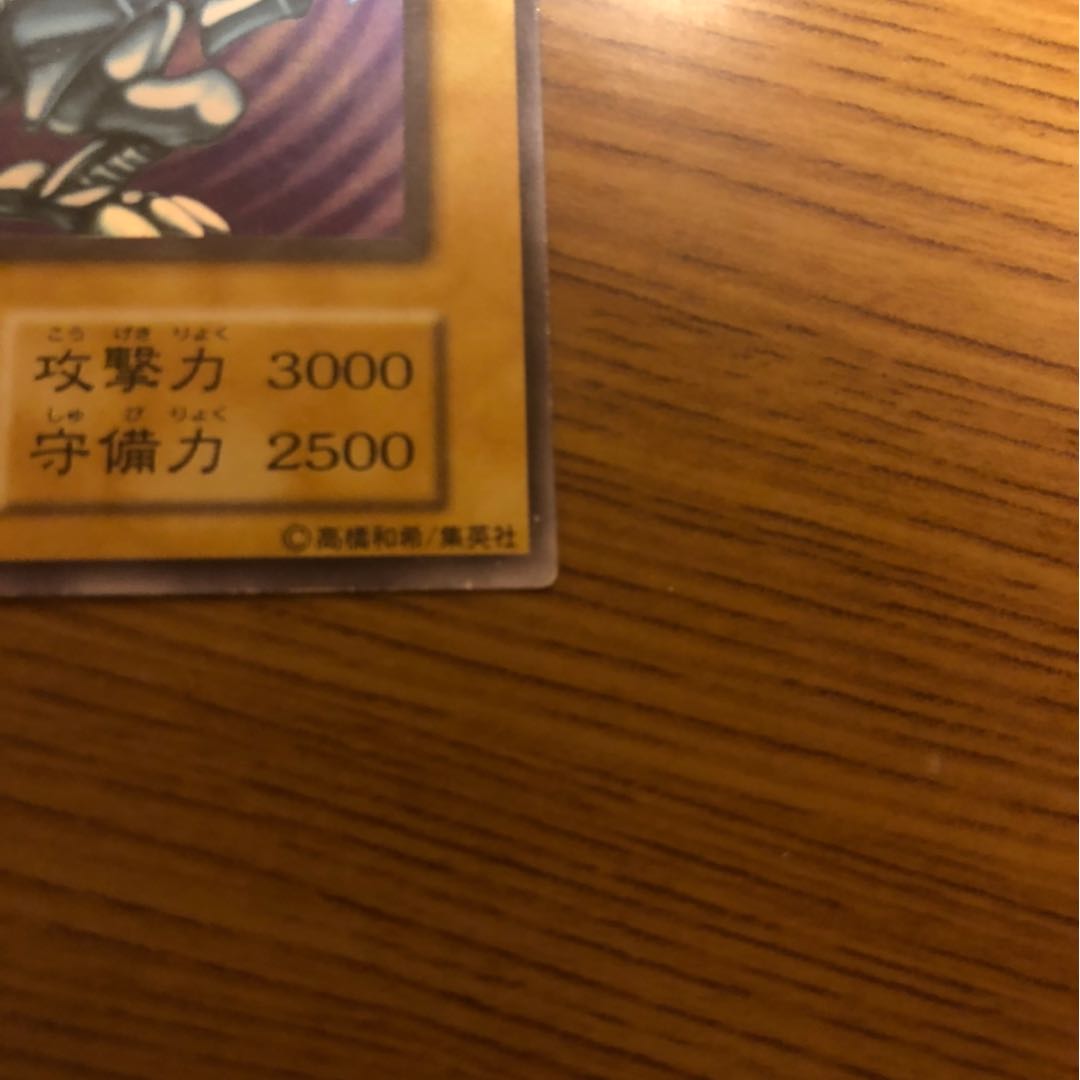 こうげきりょく
攻撃力 3000
しゅびりょく
守備力 2500
©高橋和希/集英社